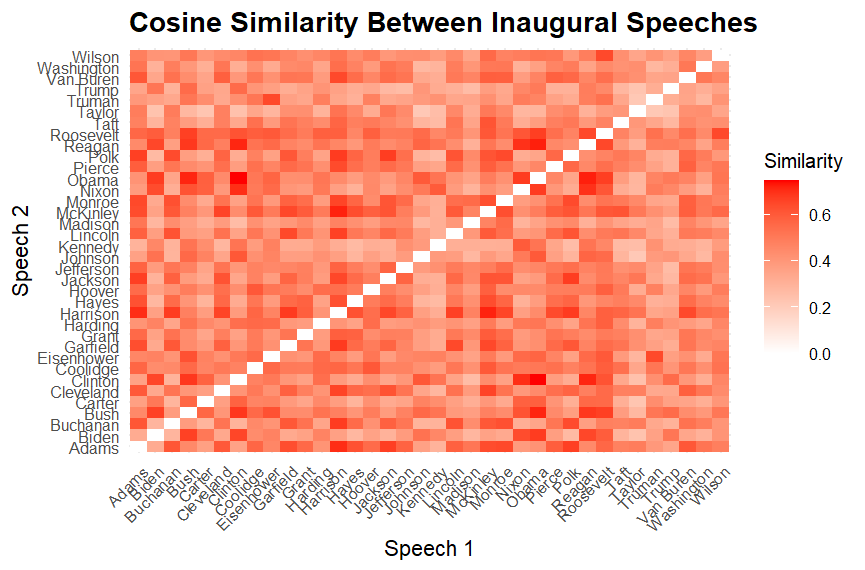 Cosine Similarity Between Inaugural Speeches
Speech 2
Wilson
Washington
Van Buren
Trump
Truman
Taylor
Taft
Roosevelt
Reagan
Polk
Pierce
Obama
Nixon
Monroe
McKinley
Madison
Lincoln
Kennedy
Johnson
Jefferson
Jackson
Hoover
Hayes
Harrison
Harding
Grant
Garfield
Eisenhower
Coolidge
Clinton
Cleveland
Carter
Bush
Buchanan
Biden
Adams
Adams
Biden
Buchanan
Bush
Carter
Cleveland
Clinton
Coolidge
Eisenhower
Garfield
Grant
Harding
Harrison
Hayes
Hoover
Jackson
Jefferson
Johnson
Kennedy
Lincoln
Madison
McKinley
Monroe
Nixon
Obama
Pierce
Polk
Reagan
Roosevelt
Taft
Taylor
Truman
Trump
Van Buren
Washington
Wilson
Speech 1
Similarity
0.6
0.4
0.2
0.0